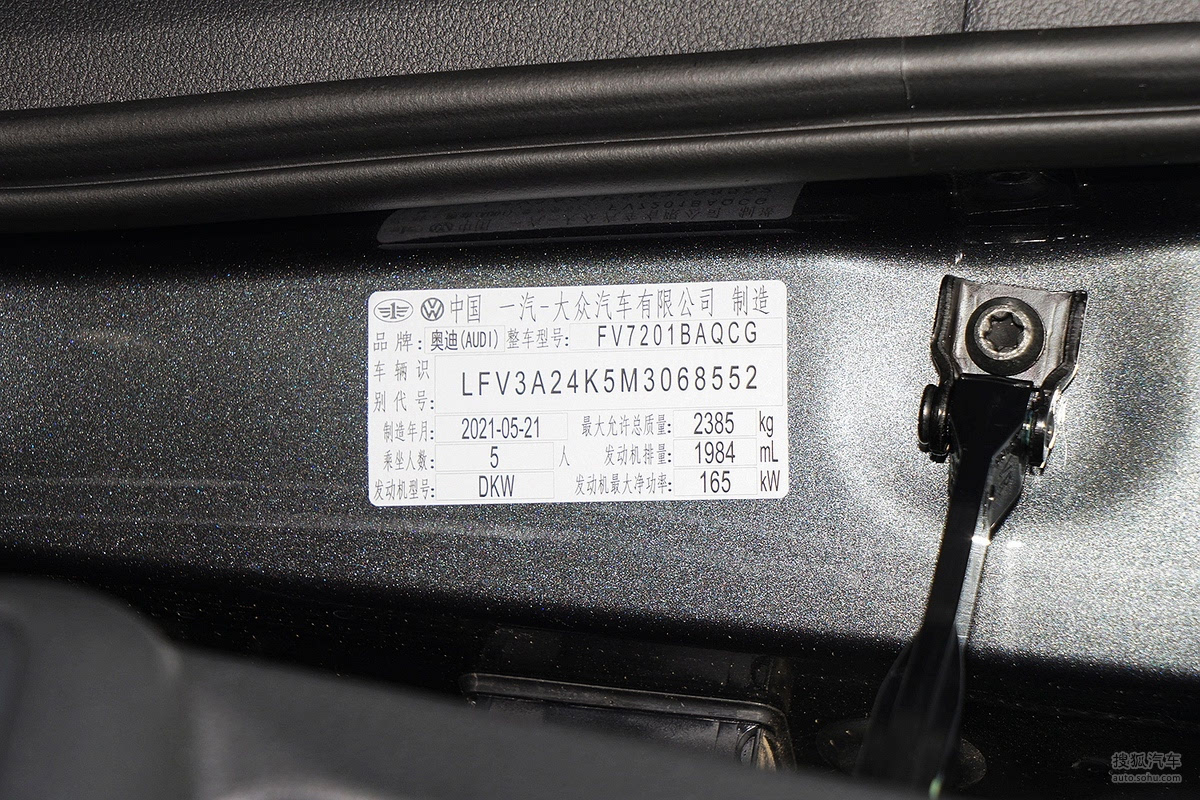 中国 一汽-大众汽车有限公司 制造
品牌: 奥迪(AUDI) 整车型号: FV7201BAQCG
车辆识
别代号: LFV3A24K5M3068552
制造年月: 2021-05-21 最大允许总质量: 2385 kg
乘坐人数: 5 人 发动机排量: 1984 mL
发动机型号: DKW 发动机最大净功率: 165 kW
搜狐汽车
auto.sohu.com